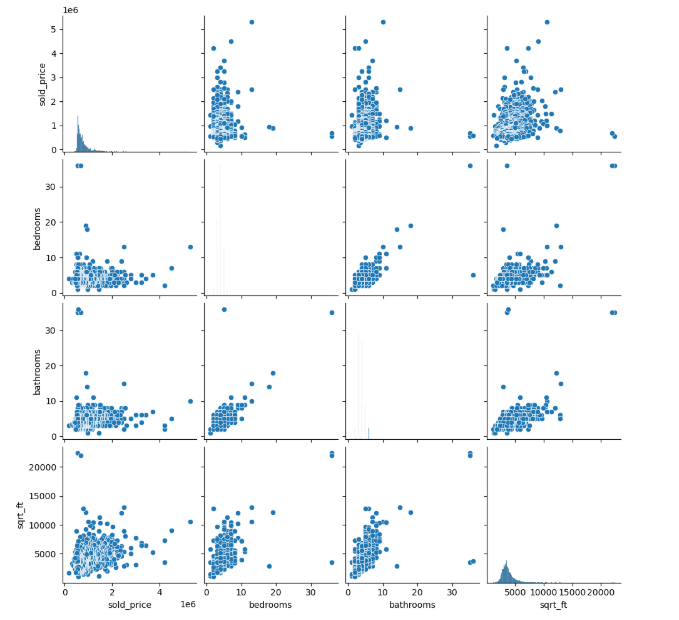 1e6
5
4
3
2
1
0
sold_price
30
20
10
0
bedrooms
30
20
10
0
bathrooms
20000
15000
10000
5000
sqrt_ft
0 2 4 0 10 20 30 0 10 20 30 5000 10000 15000 20000
1e6
sold_price bedrooms bathrooms sqrt_ft